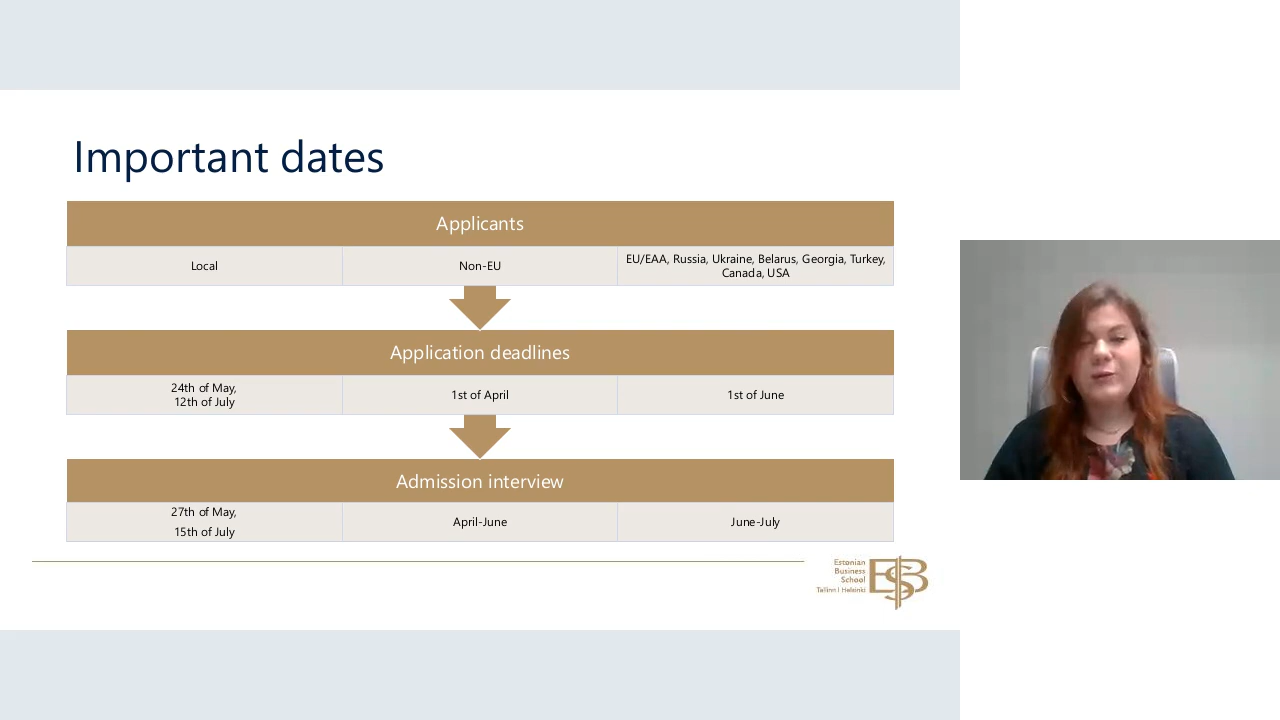 Important dates
Applicants
Local
Non-EU
EU/EAA, Russia, Ukraine, Belarus, Georgia, Turkey,
Canada, USA
Application deadlines
24th of May,
12th of July
1st of April
1st of June
Admission interview
27th of May,
15th of July
April-June
June-July
Estonian
Business
School
Tallinn | Helsinki
EBS